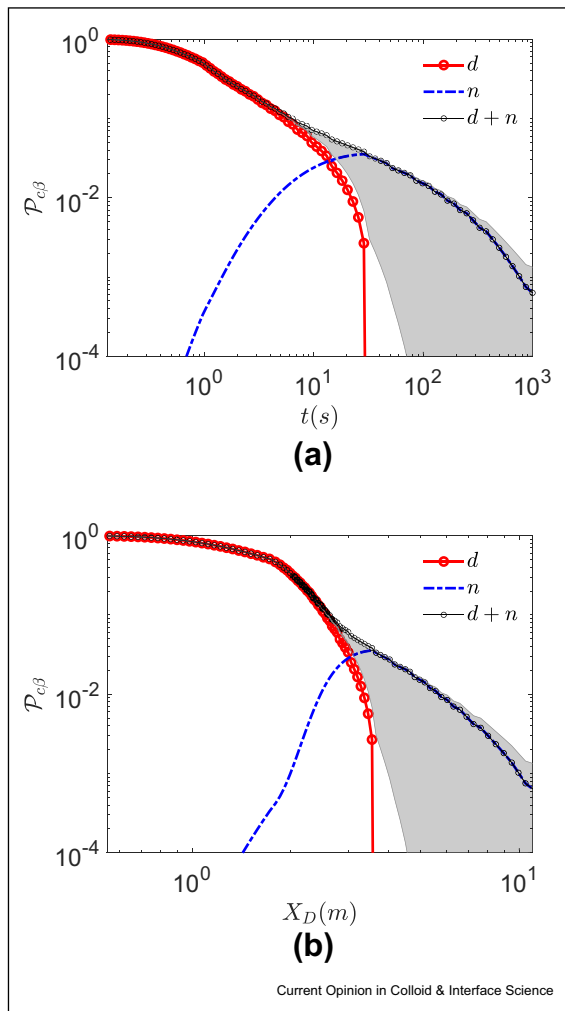 10^0
d
n
d + n
P_{cβ}
10^{-2}
10^{-4}
10^0 10^1 10^2 10^3
t(s)
(a)
10^0
d
n
d + n
P_{cβ}
10^{-2}
10^{-4}
10^0 10^1
X_D(m)
(b)
Current Opinion in Colloid & Interface Science